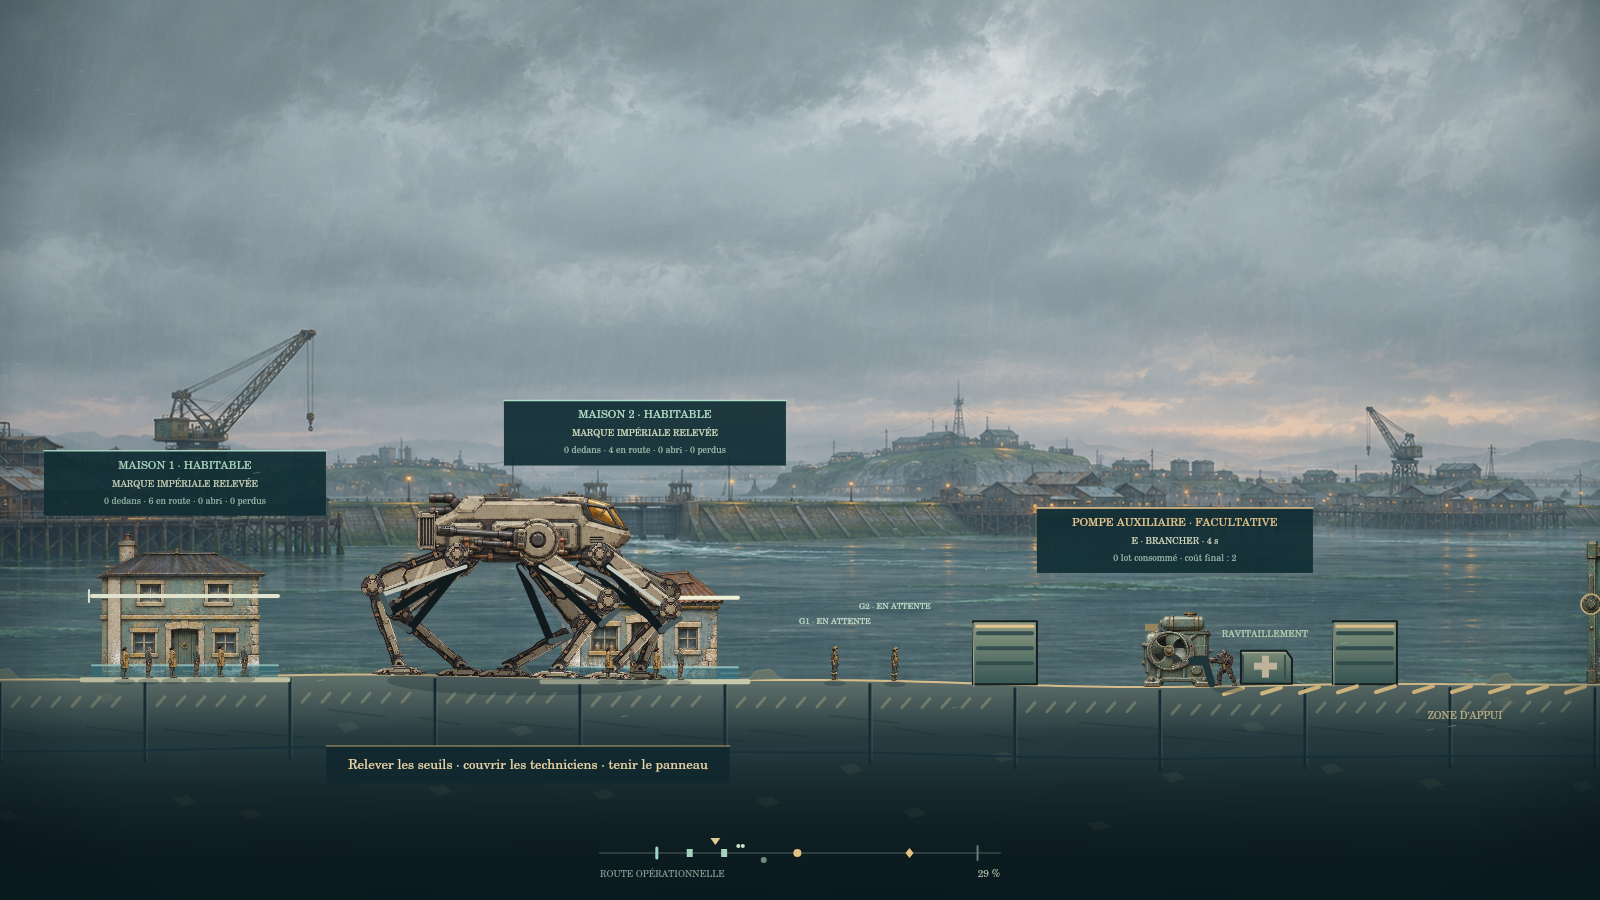 MAISON 2 · HABITABLE
MARQUE IMPÉRIALE RELEVÉE
0 dedans · 4 en route · 0 abri · 0 perdus
MAISON 1 · HABITABLE
MARQUE IMPÉRIALE RELEVÉE
0 dedans · 6 en route · 0 abri · 0 perdus
POMPE AUXILIAIRE · FACULTATIVE
E · BRANCHER · 4 s
0 lot consommé · coût final : 2
G2 · EN ATTENTE
G1 · EN ATTENTE
RAVITAILLEMENT
ZONE D'APPUI
Relever les seuils · couvrir les techniciens · tenir le panneau
ROUTE OPÉRATIONNELLE
29 %